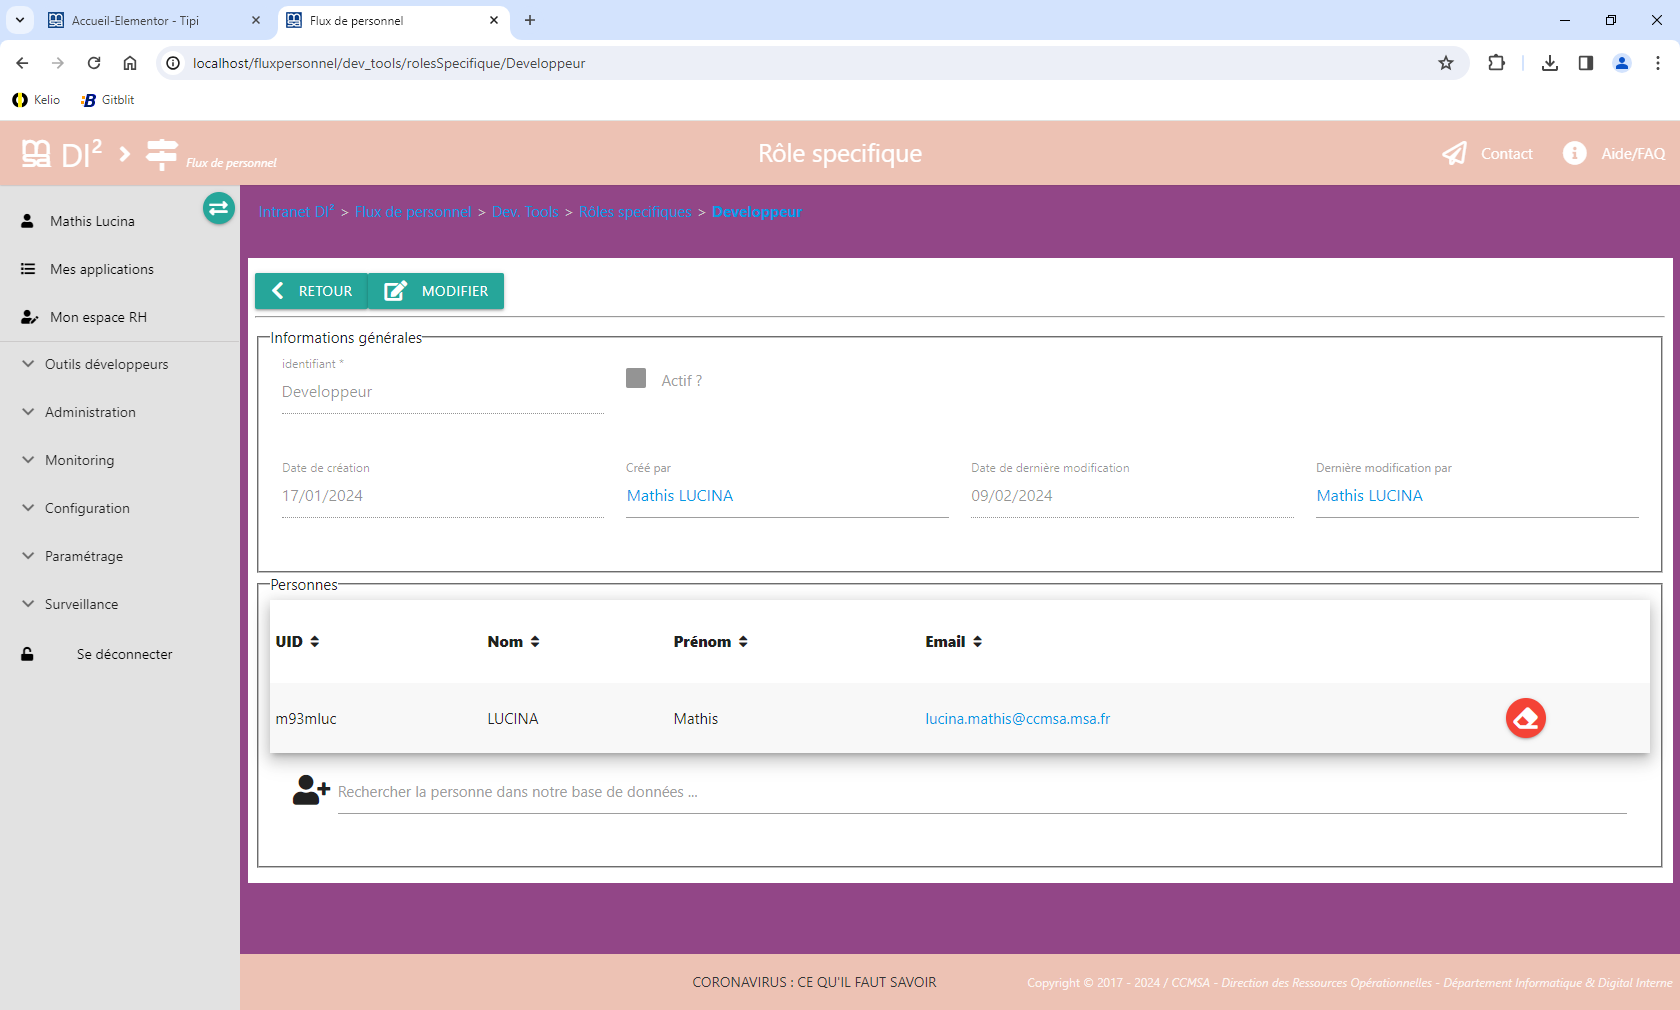 Accueil-Elementor - Tipi
Flux de personnel
localhost/fluxpersonnel/dev_tools/rolesSpecifique/Developpeur
Kelio
Gitblit
msa DI²
Flux de personnel
Rôle specifique
Contact
Aide/FAQ
Mathis Lucina
Mes applications
Mon espace RH
Outils développeurs
Administration
Monitoring
Configuration
Paramétrage
Surveillance
Se déconnecter
Intranet DI² > Flux de personnel > Dev. Tools > Rôles specifiques > Developpeur
RETOUR
MODIFIER
Informations générales
identifiant *
Developpeur
Actif ?
Date de création
17/01/2024
Créé par
Mathis LUCINA
Date de dernière modification
09/02/2024
Dernière modification par
Mathis LUCINA
Personnes
UID Nom Prénom Email
m93mluc LUCINA Mathis lucina.mathis@ccmsa.msa.fr
Rechercher la personne dans notre base de données ...
CORONAVIRUS : CE QU'IL FAUT SAVOIR
Copyright © 2017 - 2024 / CCMSA - Direction des Ressources Opérationnelles - Département Informatique & Digital Interne